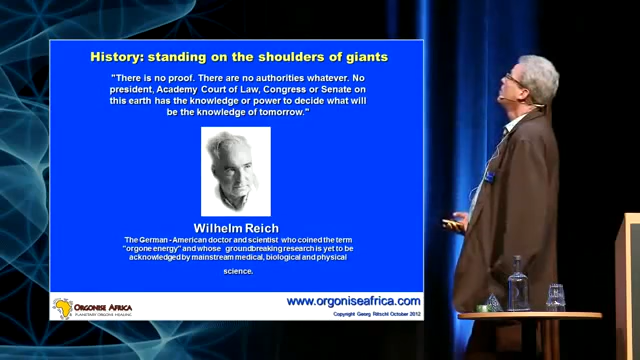 History: standing on the shoulders of giants
"There is no proof. There are no authorities whatever. No
president, Academy Court of Law, Congress or Senate on
this earth has the knowledge or power to decide what will
be the knowledge of tomorrow."
Wilhelm Reich
The German - American doctor and scientist who coined the term
"orgone energy" and whose groundbreaking research is yet to be
acknowledged by mainstream medical, biological and physical
science.
ORGONISE AFRICA
PLANETARY ORGONE HEALING
www.orgoniseafrica.com
Copyright Georg Ritschl October 2012